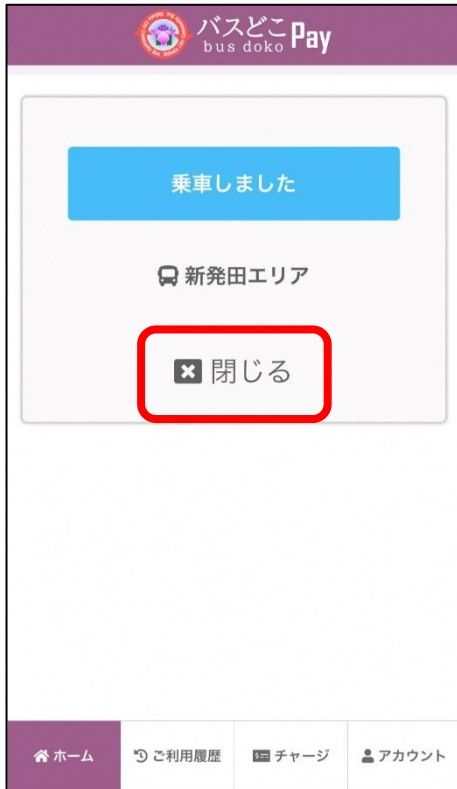 バスどこ Pay
bus doko
乗車しました
新発田エリア
閉じる
ホーム
ご利用履歴
チャージ
アカウント